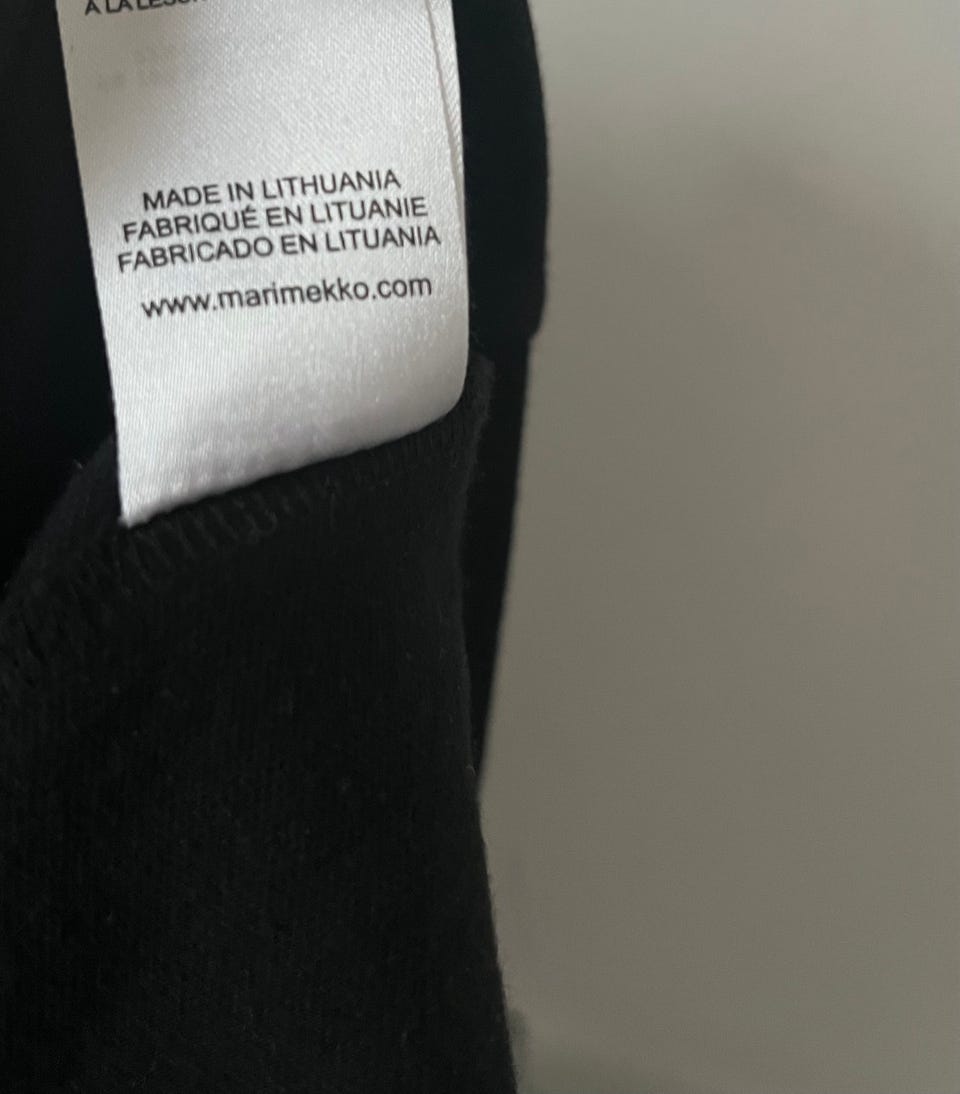 MADE IN LITHUANIA
FABRIQUÉ EN LITUANIE
FABRICADO EN LITUANIA
www.marimekko.com